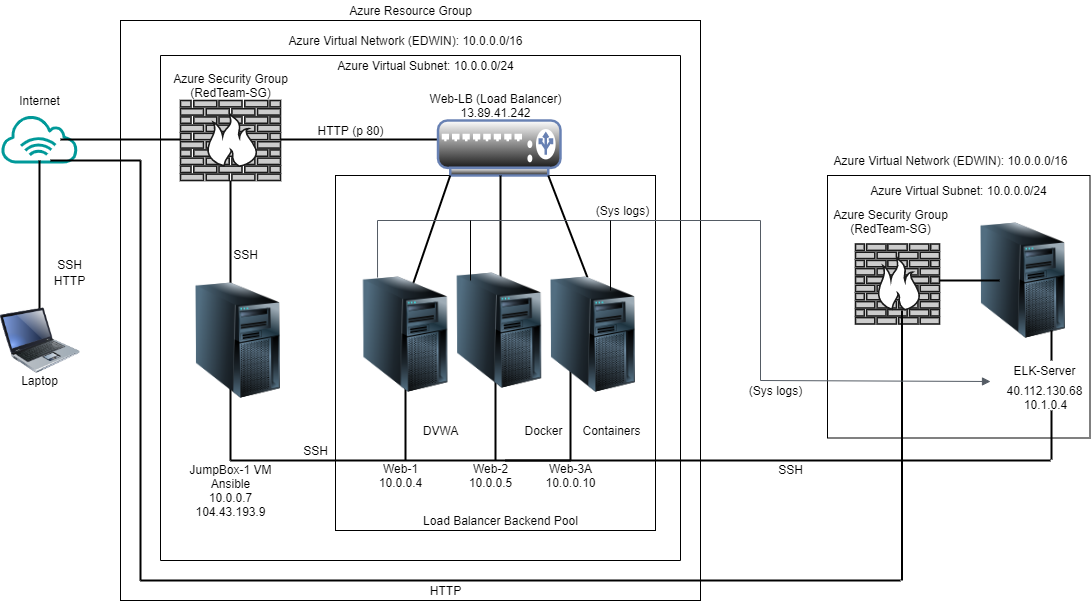 Azure Resource Group
Azure Virtual Network (EDWIN): 10.0.0.0/16
Azure Virtual Subnet: 10.0.0.0/24
Azure Security Group
(RedTeam-SG)
Internet
Web-LB (Load Balancer)
13.89.41.242
HTTP (p 80)
SSH
HTTP
Laptop
SSH
(Sys logs)
DVWA
Docker
Containers
SSH
JumpBox-1 VM
Ansible
10.0.0.7
104.43.193.9
Web-1
10.0.0.4
Web-2
10.0.0.5
Web-3A
10.0.0.10
Load Balancer Backend Pool
HTTP
Azure Virtual Network (EDWIN): 10.0.0.0/16
Azure Virtual Subnet: 10.0.0.0/24
Azure Security Group
(RedTeam-SG)
ELK-Server
40.112.130.68
10.1.0.4
(Sys logs)
SSH